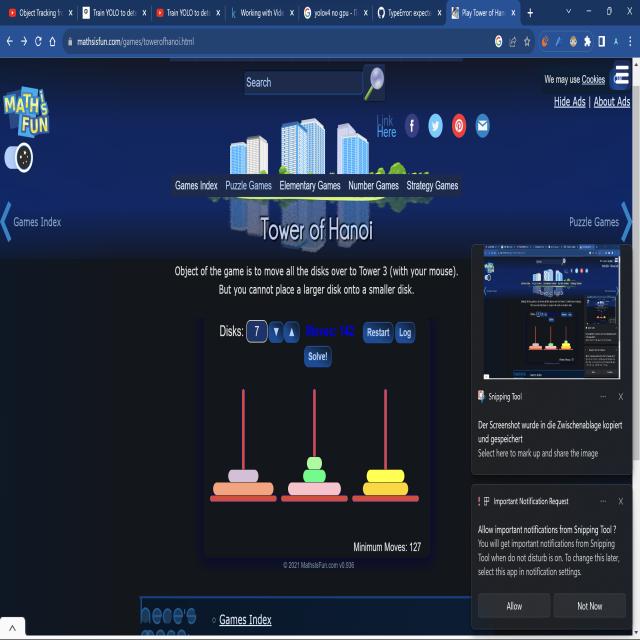 Object Tracking fr
Train YOLO to dete
Train YOLO to dete
Working with Vide
yolov4 no gpu - G
TypeError: expecte
Play Tower of Han
mathsisfun.com/games/towerofhanoi.html
Search
We may use Cookies
MATH'S
FUN
Link
Here
Hide Ads | About Ads
Games Index Puzzle Games Elementary Games Number Games Strategy Games
Games Index
Puzzle Games
Tower of Hanoi
Object of the game is to move all the disks over to Tower 3 (with your mouse).
But you cannot place a larger disk onto a smaller disk.
Disks: 7 ▼ ▲ Moves: 142 Restart Log
Solve!
Minimum Moves: 127
© 2021 MathsIsFun.com v0.936
Snipping Tool
Der Screenshot wurde in die Zwischenablage kopiert
und gespeichert
Select here to mark up and share the image
Important Notification Request
Allow important notifications from Snipping Tool ?
You will get important notifications from Snipping
Tool when do not disturb is on. To change this later,
select this app in notification settings.
Allow Not Now
Games Index